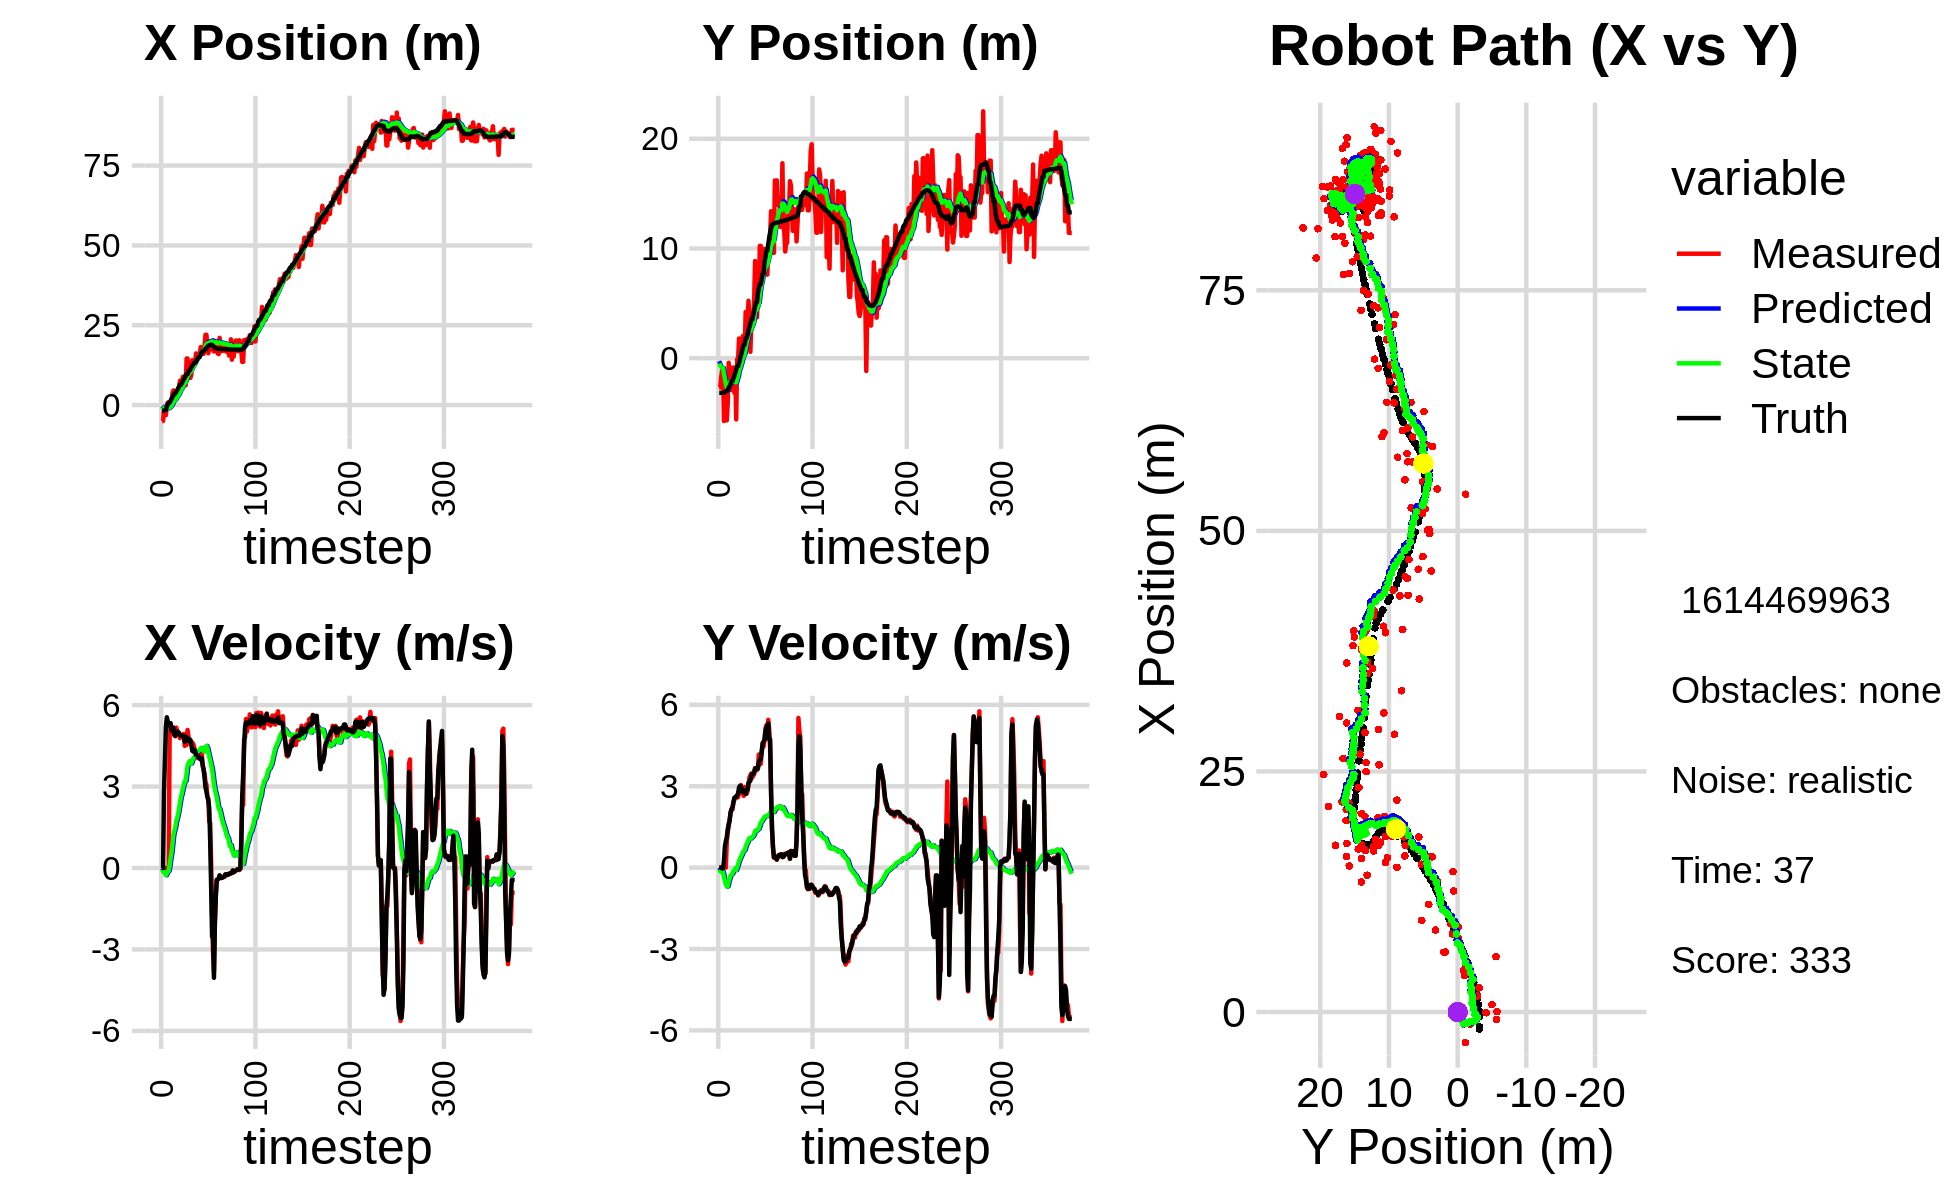 X Position (m)
75
50
25
0
0
100
200
300
timestep
Y Position (m)
20
10
0
0
100
200
300
timestep
X Velocity (m/s)
6
3
0
-3
-6
0
100
200
300
timestep
Y Velocity (m/s)
6
3
0
-3
-6
0
100
200
300
timestep
Robot Path (X vs Y)
X Position (m)
75
50
25
0
20 10 0 -10 -20
Y Position (m)
variable
Measured
Predicted
State
Truth
1614469963
Obstacles: none
Noise: realistic
Time: 37
Score: 333